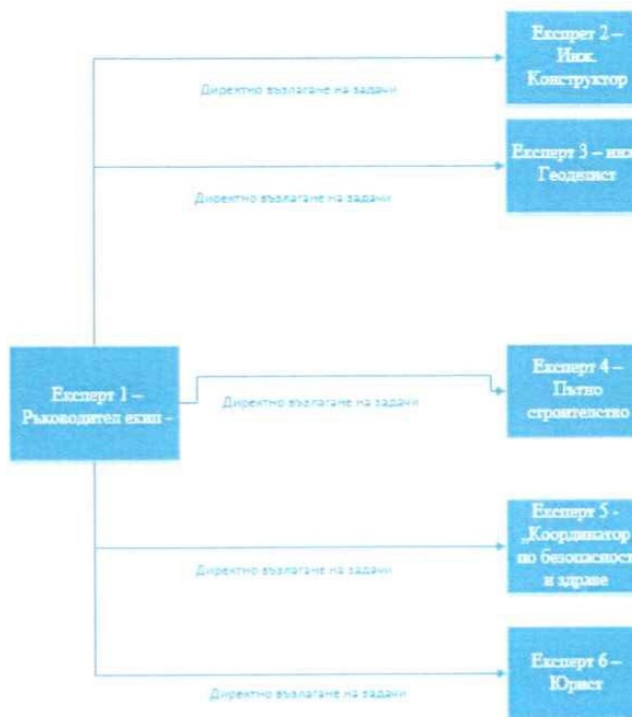 Експрет 2 –
Инж.
Конструктор
Директно възлагане на задачи
Експерт 3 – инж
Геодезист
Директно възлагане на задачи
Експерт 4 –
Пътно
строителство
Експерт 1 –
Ръководител екип -
Директно възлагане на задачи
Експерт 5 -
„Координатор
по безопасност
и здраве
Директно възлагане на задачи
Експерт 6 –
Юрист
Директно възлагане на задачи